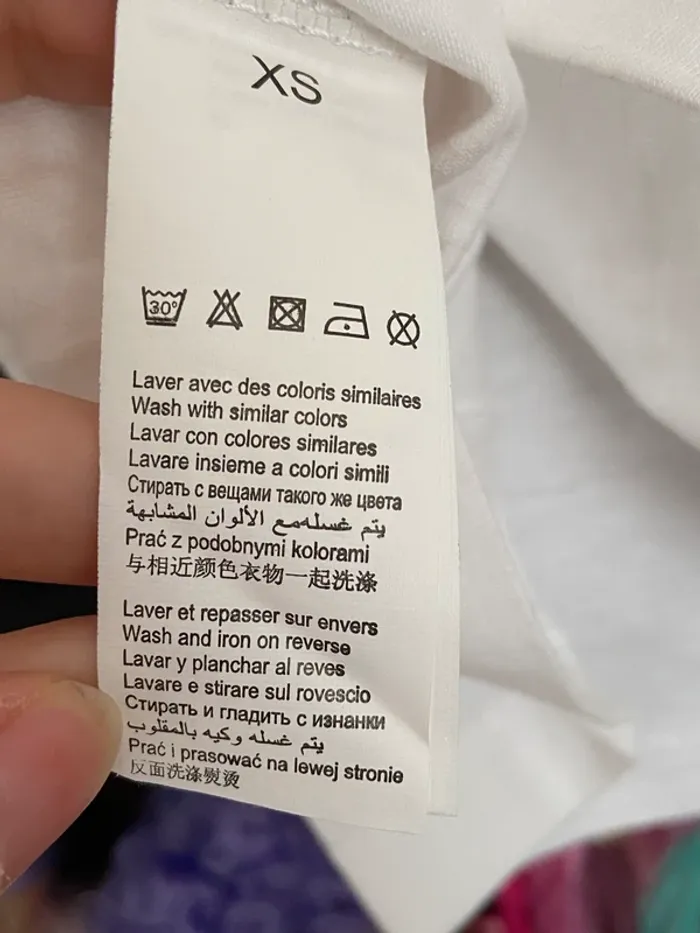 XS
30°
Laver avec des coloris similaires
Wash with similar colors
Lavar con colores similares
Lavare insieme a colori simili
Стирать с вещами такого же цвета
يتم غسلهمع الألوان المشابهة
Prać z podobnymi kolorami
与相近颜色衣物一起洗涤
Laver et repasser sur envers
Wash and iron on reverse
Lavar y planchar al reves
Lavare e stirare sul rovescio
Стирать и гладить с изнанки
يتم غسله وكيه بالمقلوب
Prać i prasować na lewej stronie
反面洗涤熨烫